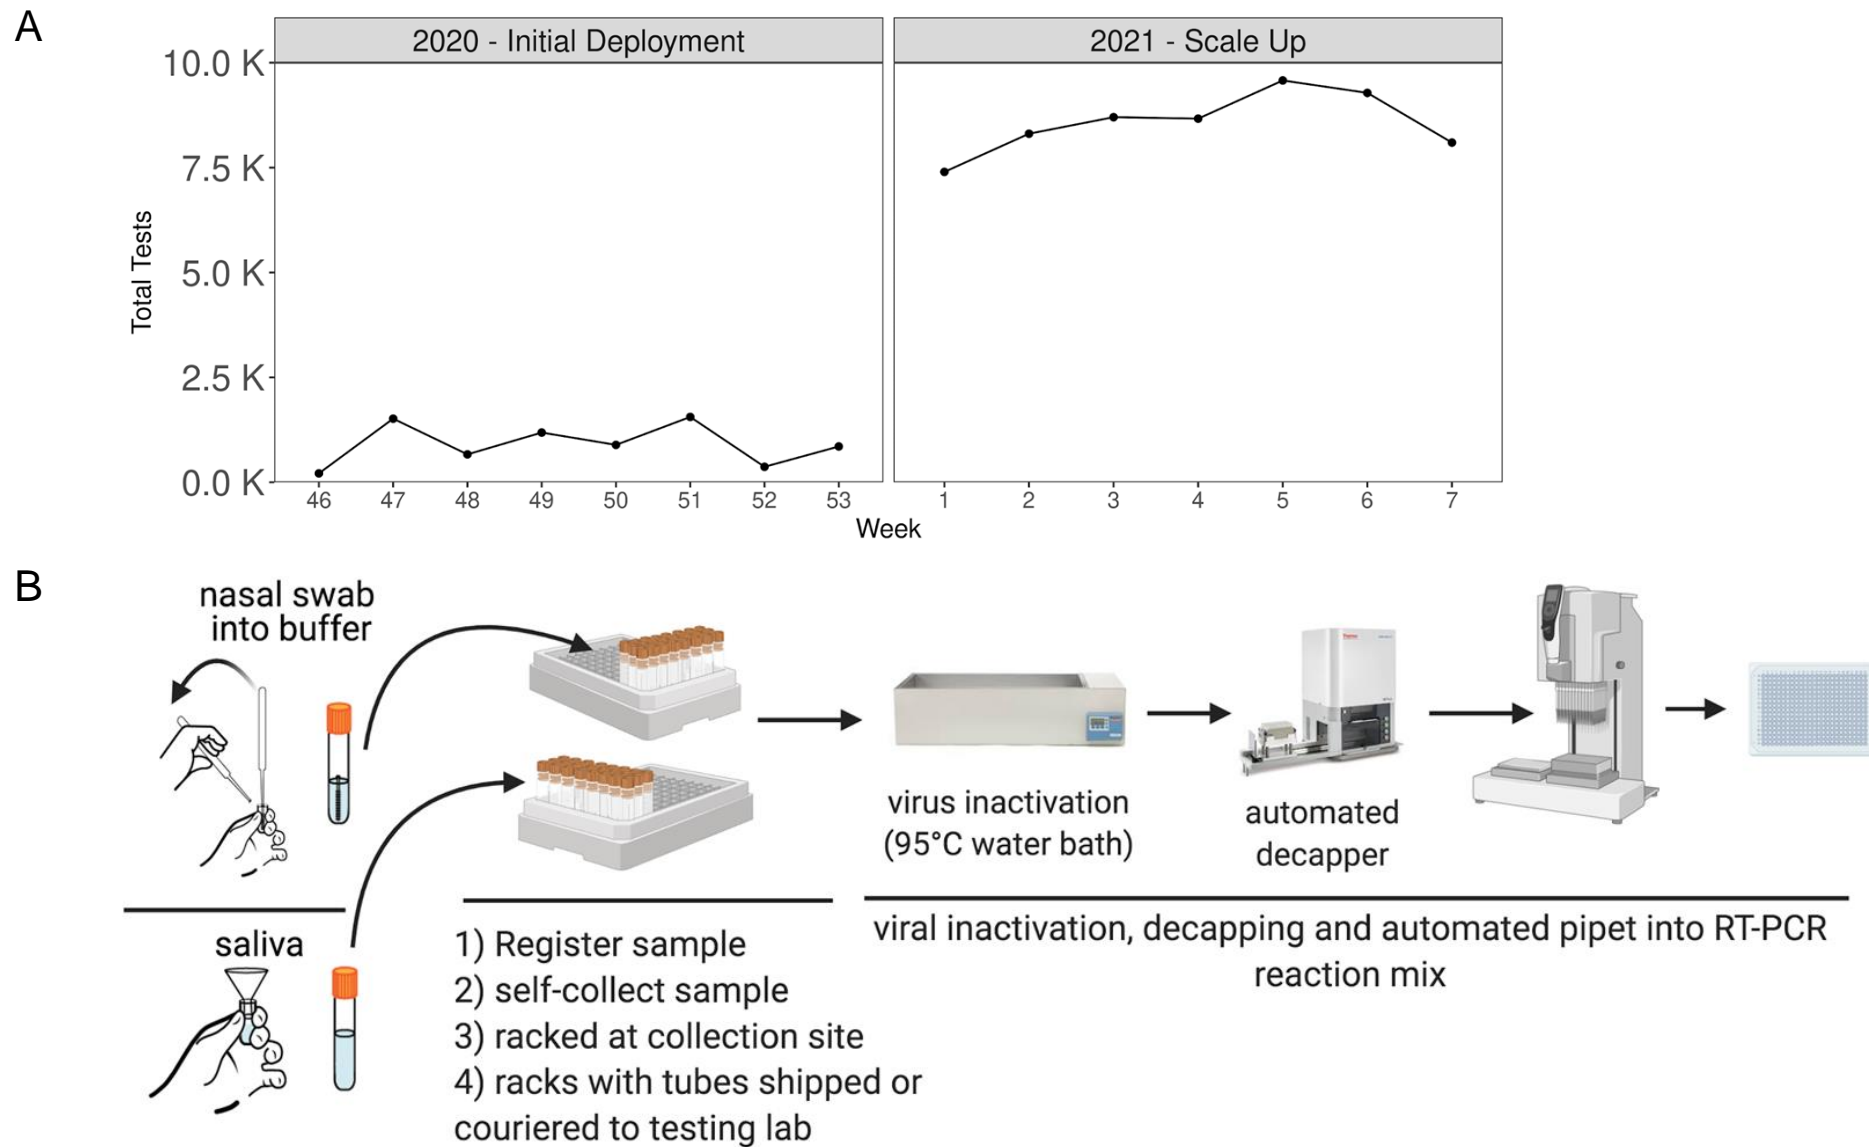 A
2020 - Initial Deployment
2021 - Scale Up
10.0 K
7.5 K
5.0 K
2.5 K
0.0 K
Total Tests
46 47 48 49 50 51 52 53
1 2 3 4 5 6 7
Week
B
nasal swab
into buffer
saliva
1) Register sample
2) self-collect sample
3) racked at collection site
4) racks with tubes shipped or
couriered to testing lab
virus inactivation
(95°C water bath)
automated
decapper
viral inactivation, decapping and automated pipet into RT-PCR
reaction mix